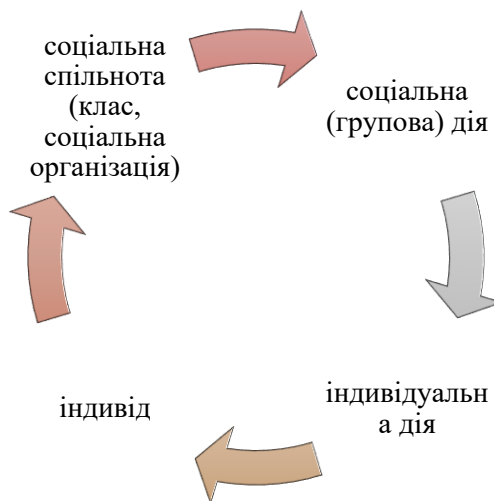 соціальна
спільнота
(клас,
соціальна
організація)
соціальна
(групова) дія
індивідуальн
а дія
індивід